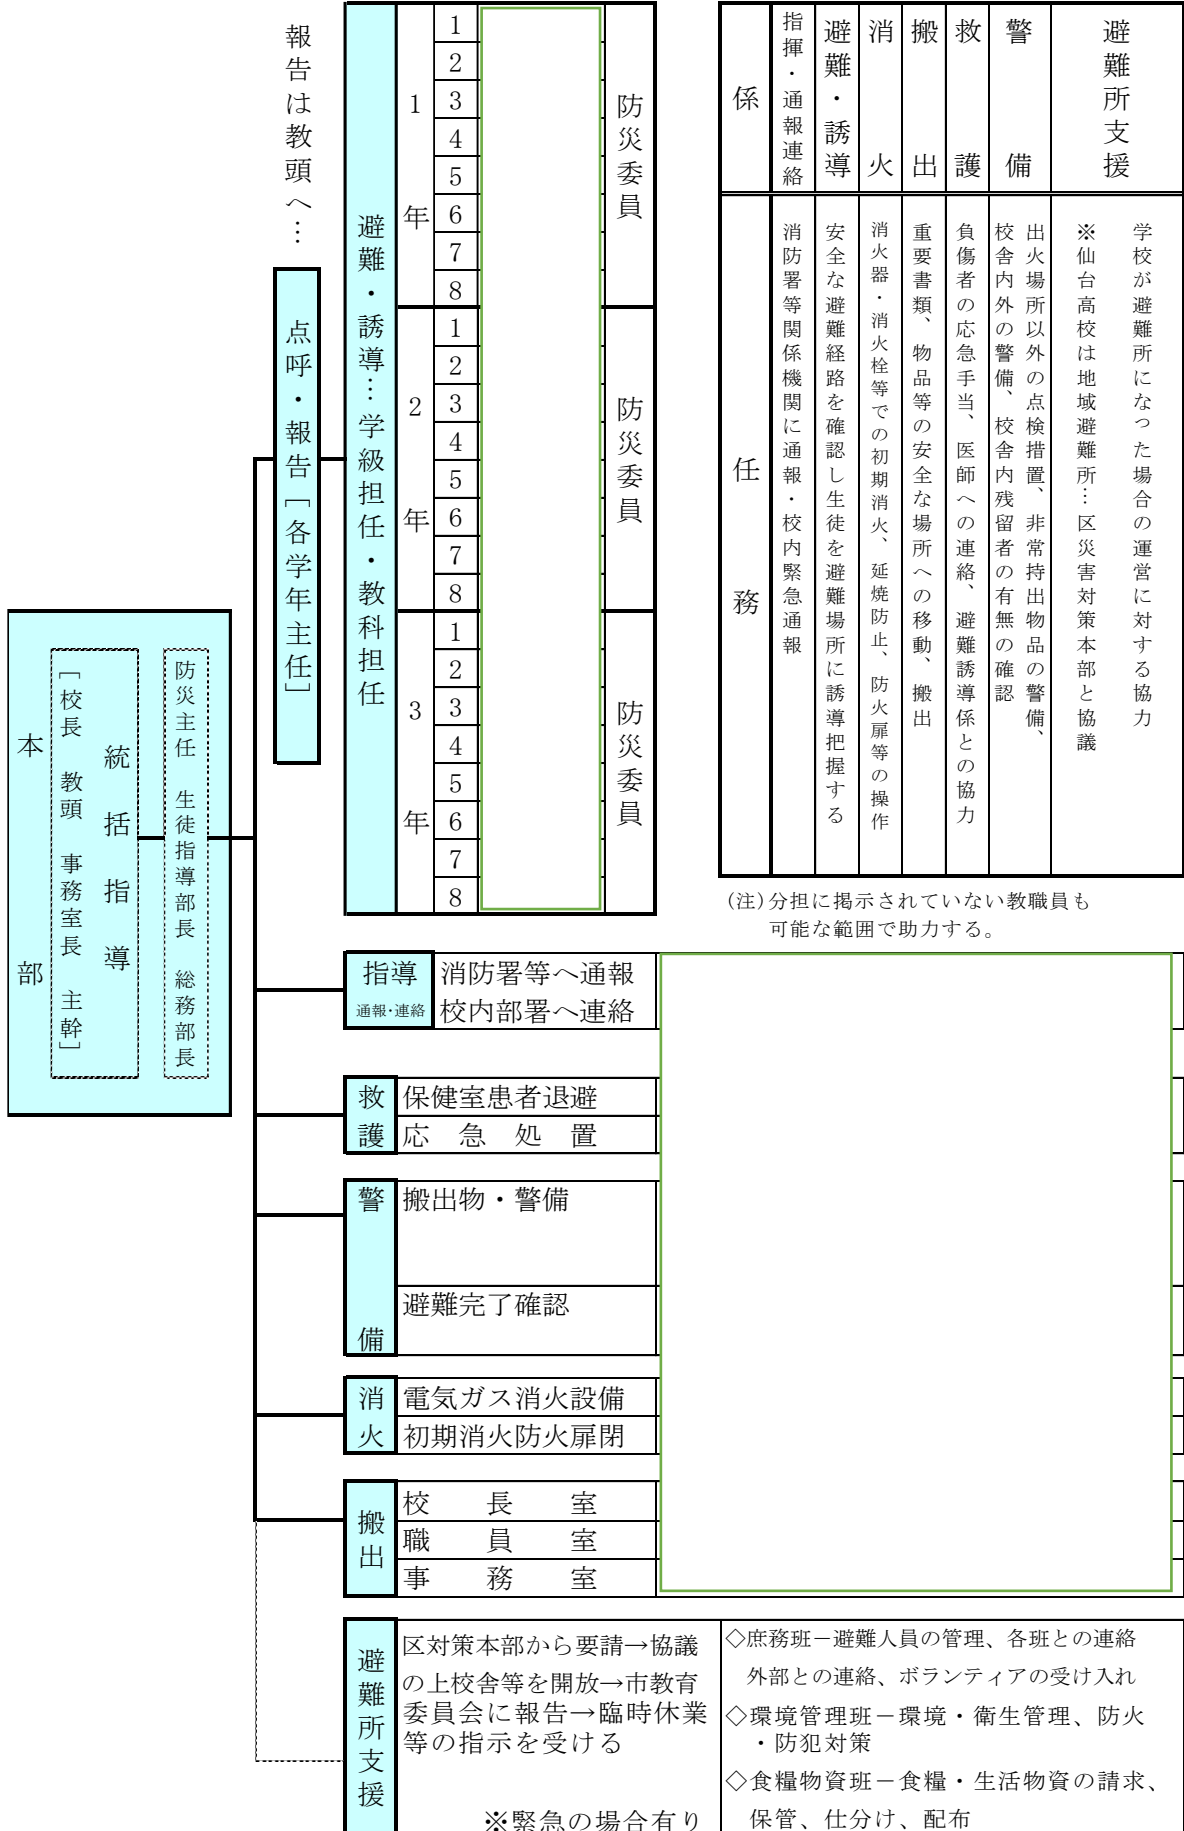 本部
統括指導
［校長　教頭　事務室長　主幹］
防災主任　生徒指導部長　総務部長
報告は教頭へ…
点呼・報告［各学年主任］
避難・誘導…学級担任・教科担任
1年
1
2
3
4
5
6
7
8
防災委員
2年
1
2
3
4
5
6
7
8
防災委員
3年
1
2
3
4
5
6
7
8
防災委員
係
任務
指揮・通報連絡
消防署等関係機関に通報・校内緊急通報
避難・誘導
安全な避難経路を確認し生徒を避難場所に誘導把握する
消火
消火器・消火栓等での初期消火、延焼防止、防火扉等の操作
搬出
重要書類、物品等の安全な場所への移動、搬出
救護
負傷者の応急手当、医師への連絡、避難誘導係との協力
警備
出火場所以外の点検措置、非常持出物品の警備、
校舎内外の警備、校舎内残留者の有無の確認
避難所支援
学校が避難所になった場合の運営に対する協力
※仙台高校は地域避難所…区災害対策本部と協議
(注)分担に掲示されていない教職員も
可能な範囲で助力する。
指導
通報・連絡
消防署等へ通報
校内部署へ連絡
救護
保健室患者退避
応急処置
警備
搬出物・警備
避難完了確認
消火
電気ガス消火設備
初期消火防火扉閉
搬出
校長室
職員室
事務室
避難所支援
区対策本部から要請→協議
の上校舎等を開放→市教育
委員会に報告→臨時休業
等の指示を受ける
※緊急の場合有り
◇庶務班－避難人員の管理、各班との連絡
外部との連絡、ボランティアの受け入れ
◇環境管理班－環境・衛生管理、防火
・防犯対策
◇食糧物資班－食糧・生活物資の請求、
保管、仕分け、配布